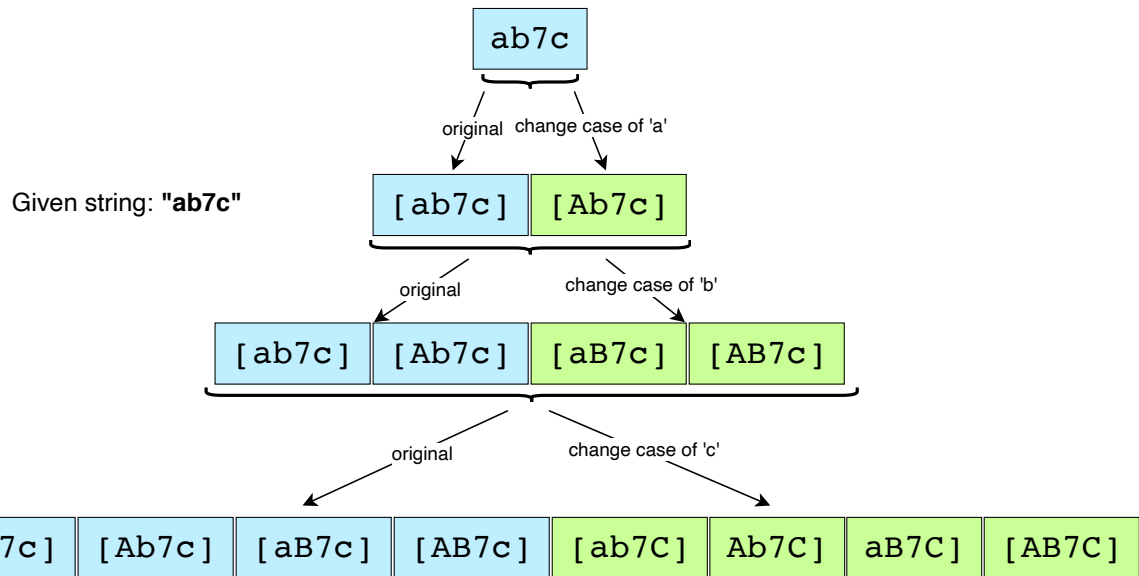 ab7c
original change case of 'a'
Given string: "ab7c"
[ab7c] [Ab7c]
original change case of 'b'
[ab7c] [Ab7c] [aB7c] [AB7c]
original change case of 'c'
7c] [Ab7c] [aB7c] [AB7c] [ab7C] Ab7C] aB7C] [AB7C]